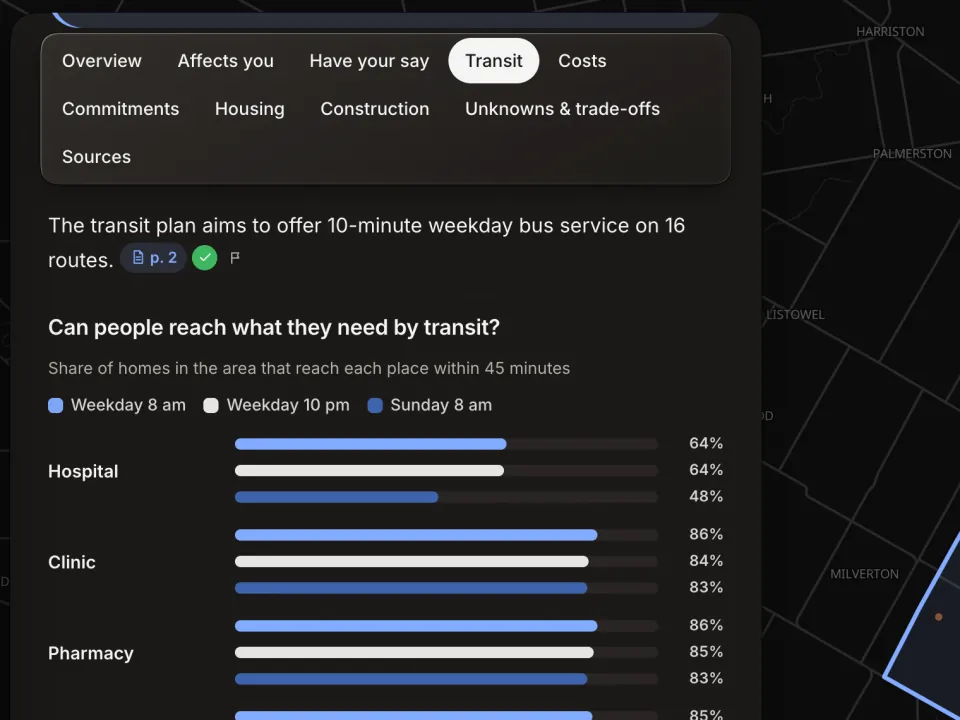 Overview Affects you Have your say Transit Costs
Commitments Housing Construction Unknowns & trade-offs
Sources
The transit plan aims to offer 10-minute weekday bus service on 16
routes. p. 2
Can people reach what they need by transit?
Share of homes in the area that reach each place within 45 minutes
Weekday 8 am Weekday 10 pm Sunday 8 am
Hospital
64%
64%
48%
Clinic
86%
84%
83%
Pharmacy
86%
85%
83%
85%
HARRISTON
H
PALMERSTON
LISTOWEL
MILVERTON